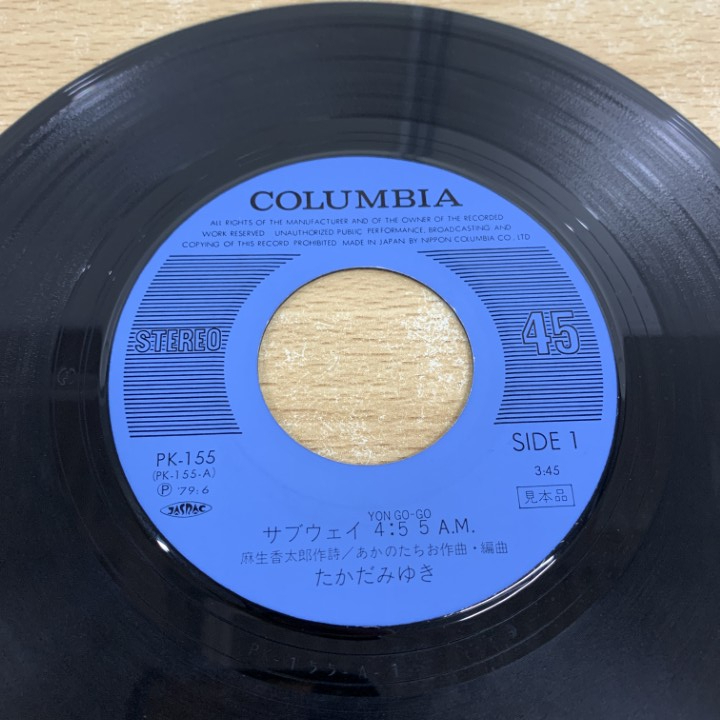 COLUMBIA
ALL RIGHTS OF THE MANUFACTURER AND OF THE OWNER OF THE RECORDED
WORK RESERVED UNAUTHORIZED PUBLIC PERFORMANCE, BROADCASTING AND
COPYING OF THIS RECORD PROHIBITED MADE IN JAPAN BY NIPPON COLUMBIA CO., LTD
STEREO
45
PK-155
(PK-155-A)
Ⓟ '79:6
JASRAC
SIDE 1
3:45
見本品
YON GO-GO
サブウェイ 4:5 5 A.M.
麻生香太郎作詩/あかのたちお作曲・編曲
たかだみゆき